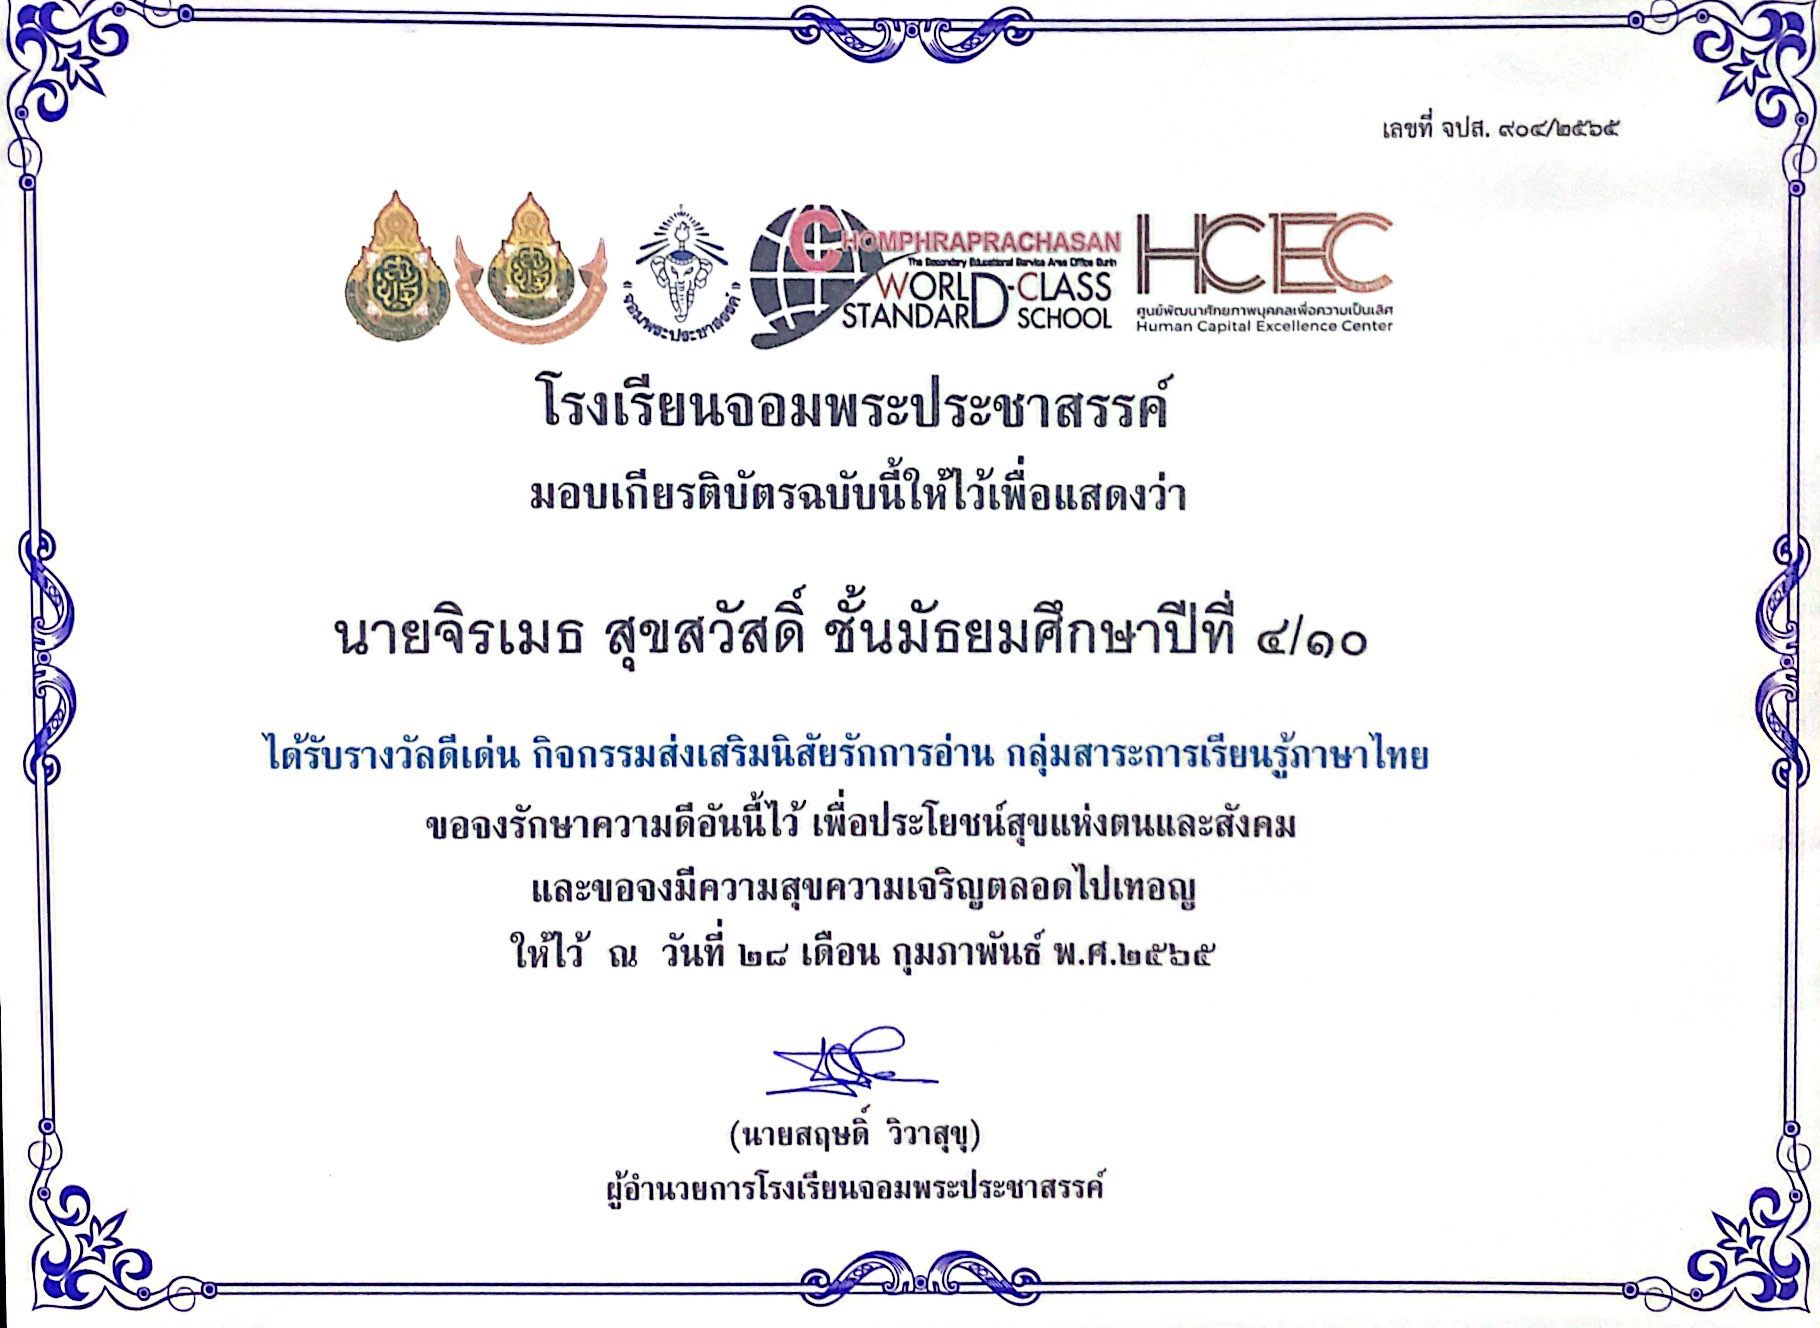 เลขที่ จปส. ๙๐๔/๒๕๖๕
CHOMPHRAPRACHASAN
The Secondary Educational Service Area Office Surin
WORLD-CLASS
STANDARD SCHOOL
HCEC
ศูนย์พัฒนาศักยภาพบุคคลเพื่อความเป็นเลิศ
Human Capital Excellence Center
จอมพระประชาสรรค์
โรงเรียนจอมพระประชาสรรค์
มอบเกียรติบัตรฉบับนี้ให้ไว้เพื่อแสดงว่า
นายจิรเมธ สุขสวัสดิ์ ชั้นมัธยมศึกษาปีที่ ๔/๑๐
ได้รับรางวัลดีเด่น กิจกรรมส่งเสริมนิสัยรักการอ่าน กลุ่มสาระการเรียนรู้ภาษาไทย
ขอจงรักษาความดีอันนี้ไว้ เพื่อประโยชน์สุขแห่งตนและสังคม
และขอจงมีความสุขความเจริญตลอดไปเทอญ
ให้ไว้ ณ วันที่ ๒๘ เดือน กุมภาพันธ์ พ.ศ.๒๕๖๕
(นายสฤษดิ์ วิวาสุขุ)
ผู้อำนวยการโรงเรียนจอมพระประชาสรรค์